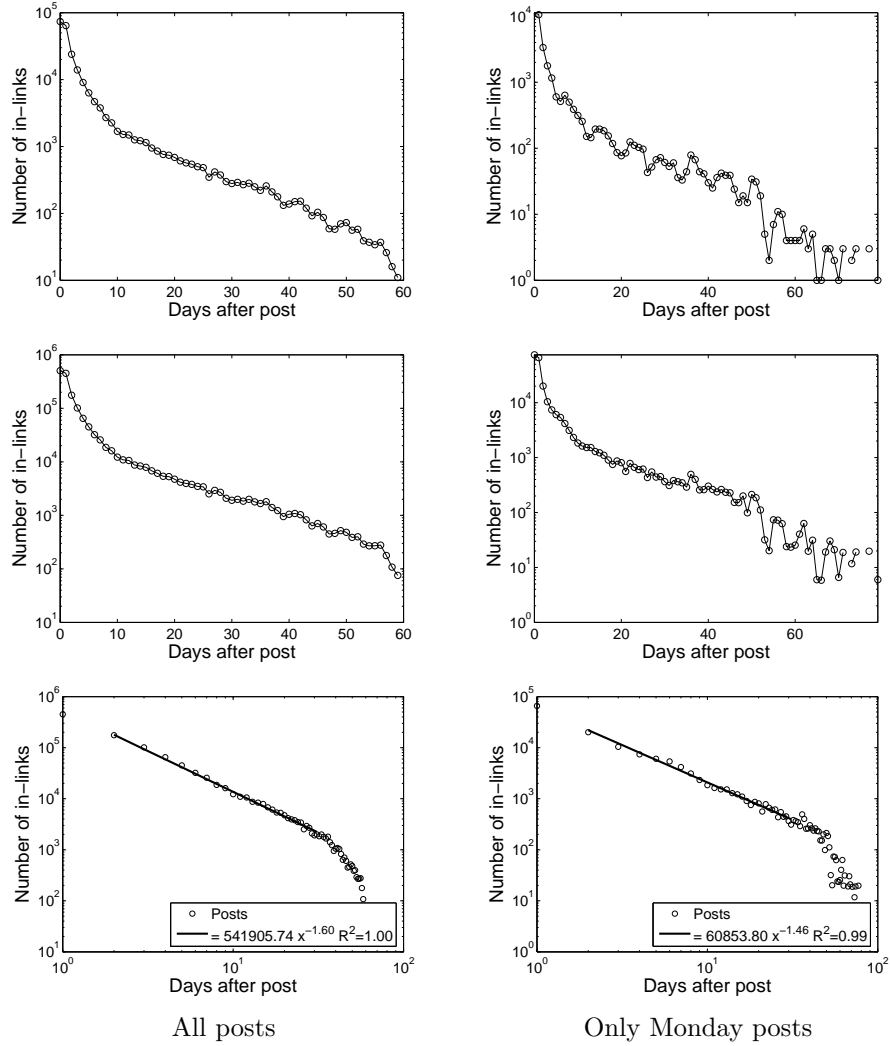 10^5
10^4
10^3
10^2
10^1
Number of in−links
0 10 20 30 40 50 60
Days after post
10^4
10^3
10^2
10^1
10^0
Number of in−links
0 20 40 60
Days after post
10^6
10^5
10^4
10^3
10^2
10^1
Number of in−links
0 10 20 30 40 50 60
Days after post
10^4
10^3
10^2
10^1
10^0
Number of in−links
0 20 40 60
Days after post
10^6
10^5
10^4
10^3
10^2
10^1
Number of in−links
Posts
= 541905.74 x^−1.60 R^2=1.00
10^0 10^1 10^2
Days after post
10^5
10^4
10^3
10^2
10^1
10^0
Number of in−links
Posts
= 60853.80 x^−1.46 R^2=0.99
10^0 10^1 10^2
Days after post
All posts
Only Monday posts